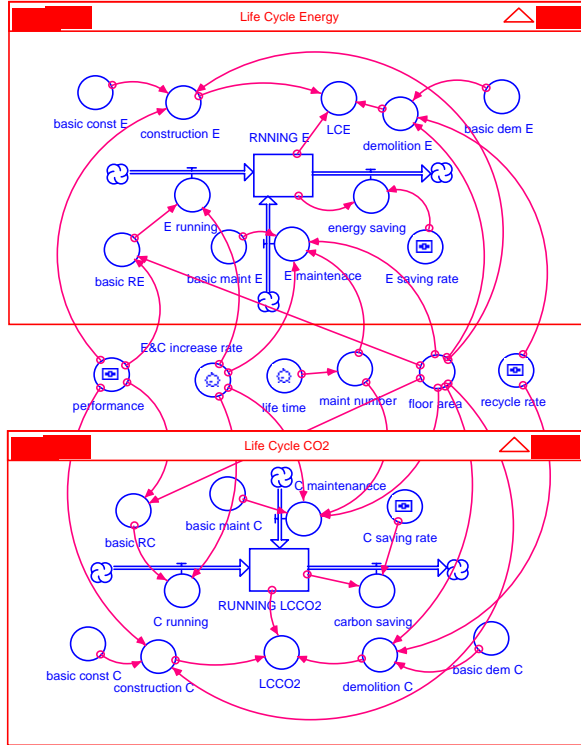 Life Cycle Energy
basic const E
construction E
LCE
demolition E
basic dem E
RNNING E
E running
energy saving
basic RE
basic maint E
E maintenace
E saving rate
E&C increase rate
performance
life time
maint number
floor area
recycle rate
Life Cycle CO2
C maintenanece
basic maint C
basic RC
C saving rate
C running
RUNNING LCCO2
carbon saving
basic const C
construction C
LCCO2
demolition C
basic dem C